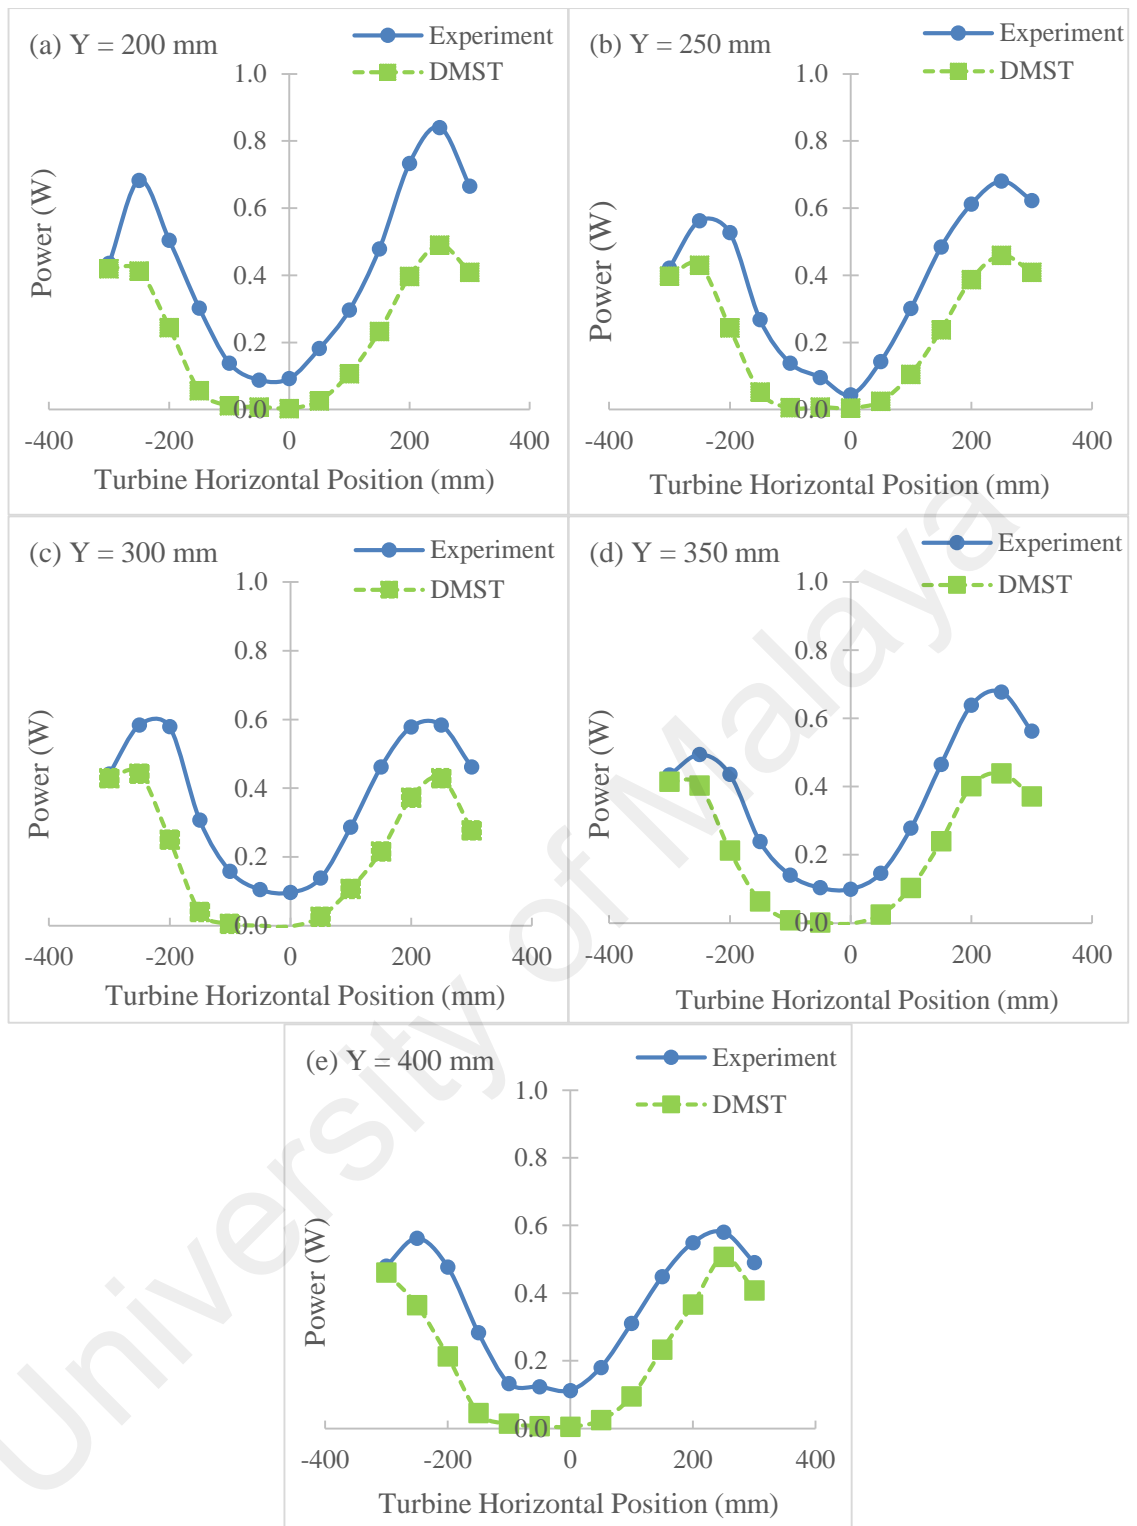 (a) Y = 200 mm
Experiment
DMST
1.0
0.8
0.6
0.4
0.2
0.0
-400
-200
0
200
400
Power (W)
Turbine Horizontal Position (mm)
(b) Y = 250 mm
Experiment
DMST
1.0
0.8
0.6
0.4
0.2
0.0
-400
-200
0
200
400
Power (W)
Turbine Horizontal Position (mm)
(c) Y = 300 mm
Experiment
DMST
1.0
0.8
0.6
0.4
0.2
0.0
-400
-200
0
200
400
Power (W)
Turbine Horizontal Position (mm)
(d) Y = 350 mm
Experiment
DMST
1.0
0.8
0.6
0.4
0.2
0.0
-400
-200
0
200
400
Power (W)
Turbine Horizontal Position (mm)
(e) Y = 400 mm
Experiment
DMST
1.0
0.8
0.6
0.4
0.2
0.0
-400
-200
0
200
400
Power (W)
Turbine Horizontal Position (mm)
University of Malaya